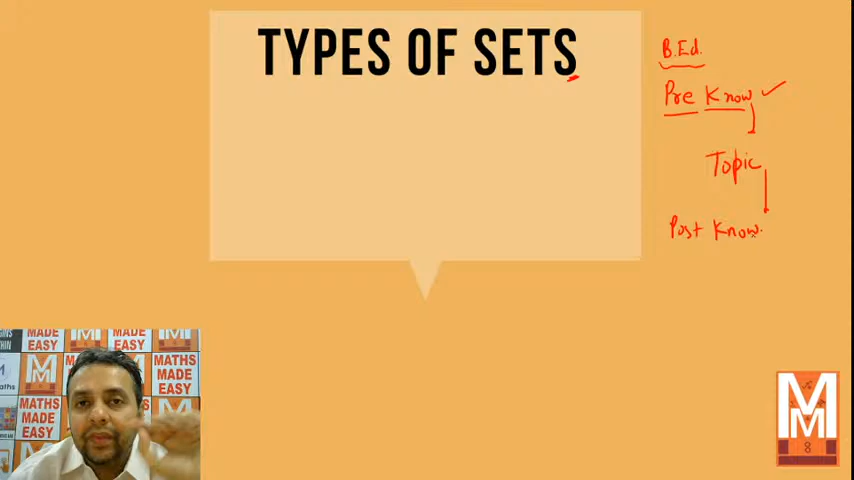 TYPES OF SETS
B.Ed.
Pre Know
Topic
Post Know.
MADE
EASY
MADE
EASY
MATHS
MADE
EASY
MATHS
MADE
EASY
MM